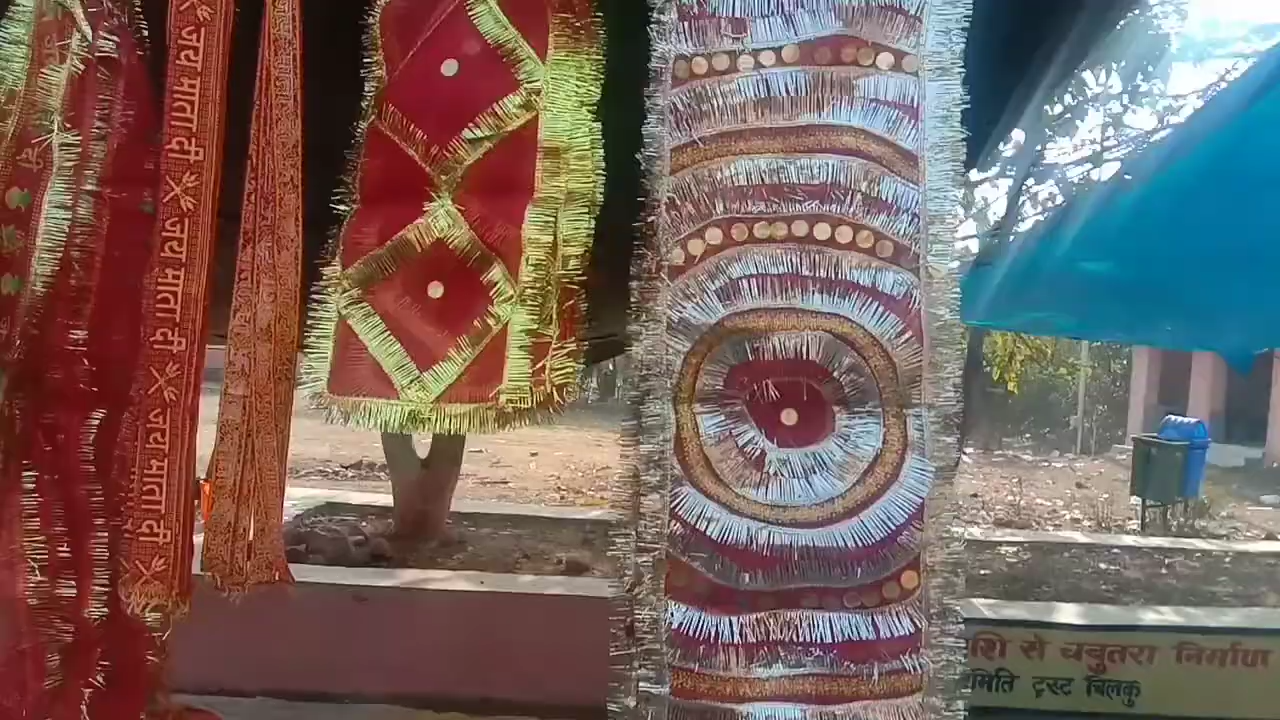 जय माता दी जय माता दी जय माता दी
शि से चबुतरा निर्माण
मिति ट्रस्ट चिलकु